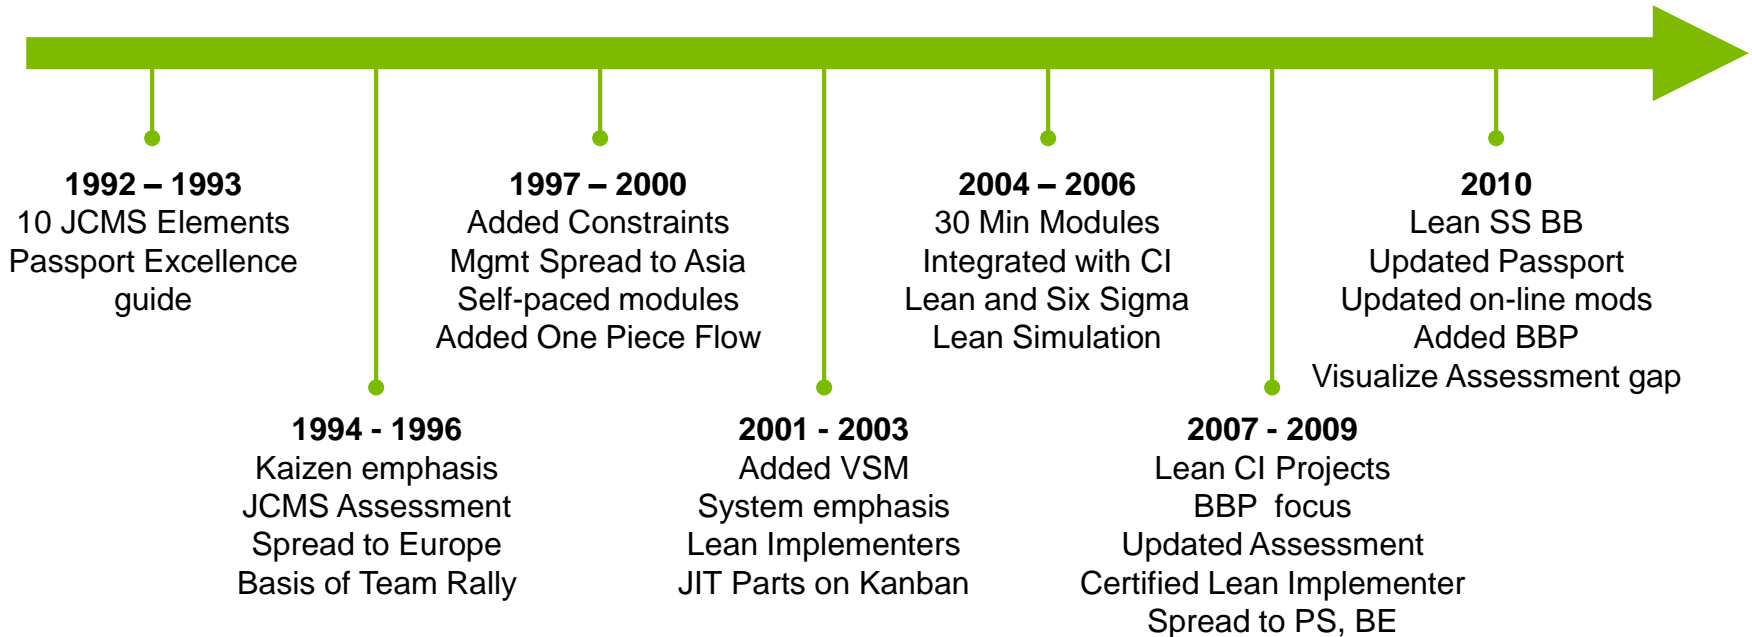 1992 – 1993
10 JCMS Elements
Passport Excellence
guide
1994 - 1996
Kaizen emphasis
JCMS Assessment
Spread to Europe
Basis of Team Rally
1997 – 2000
Added Constraints
Mgmt Spread to Asia
Self-paced modules
Added One Piece Flow
2001 - 2003
Added VSM
System emphasis
Lean Implementers
JIT Parts on Kanban
2004 – 2006
30 Min Modules
Integrated with CI
Lean and Six Sigma
Lean Simulation
2007 - 2009
Lean CI Projects
BBP focus
Updated Assessment
Certified Lean Implementer
Spread to PS, BE
2010
Lean SS BB
Updated Passport
Updated on-line mods
Added BBP
Visualize Assessment gap